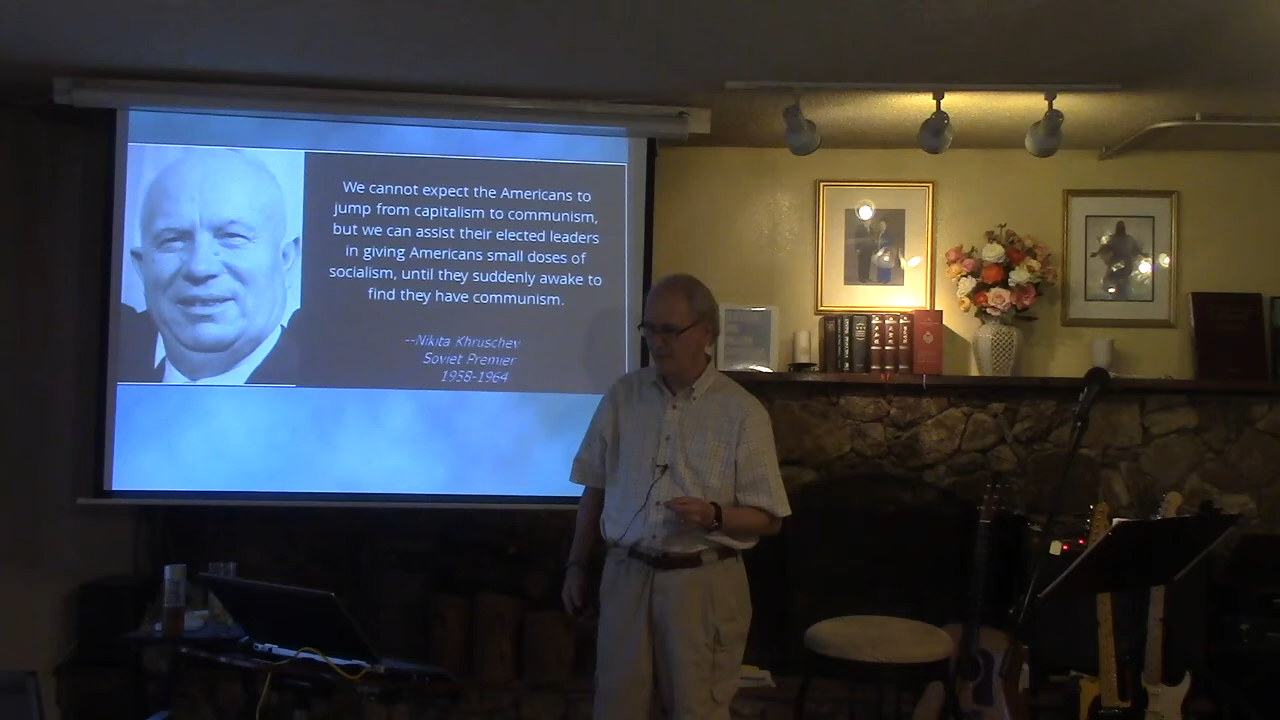 We cannot expect the Americans to
jump from capitalism to communism,
but we can assist their elected leaders
in giving Americans small doses of
socialism, until they suddenly awake to
find they have communism.
--Nikita Khruschev
Soviet Premier
1958-1964